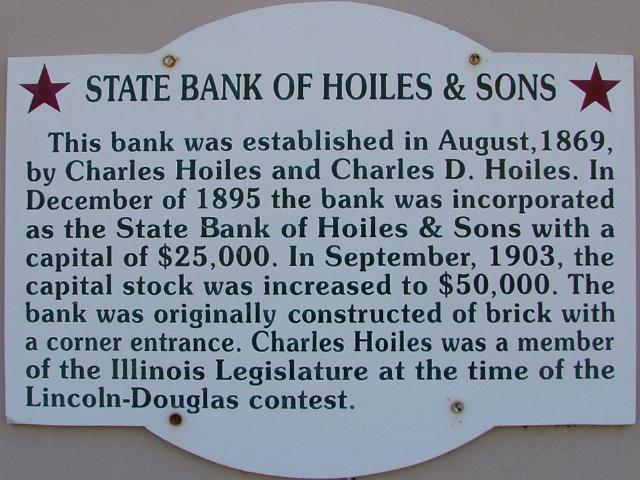 STATE BANK OF HOILES & SONS
This bank was established in August,1869,
by Charles Hoiles and Charles D. Hoiles. In
December of 1895 the bank was incorporated
as the State Bank of Hoiles & Sons with a
capital of $25,000. In September, 1903, the
capital stock was increased to $50,000. The
bank was originally constructed of brick with
a corner entrance. Charles Hoiles was a member
of the Illinois Legislature at the time of the
Lincoln-Douglas contest.